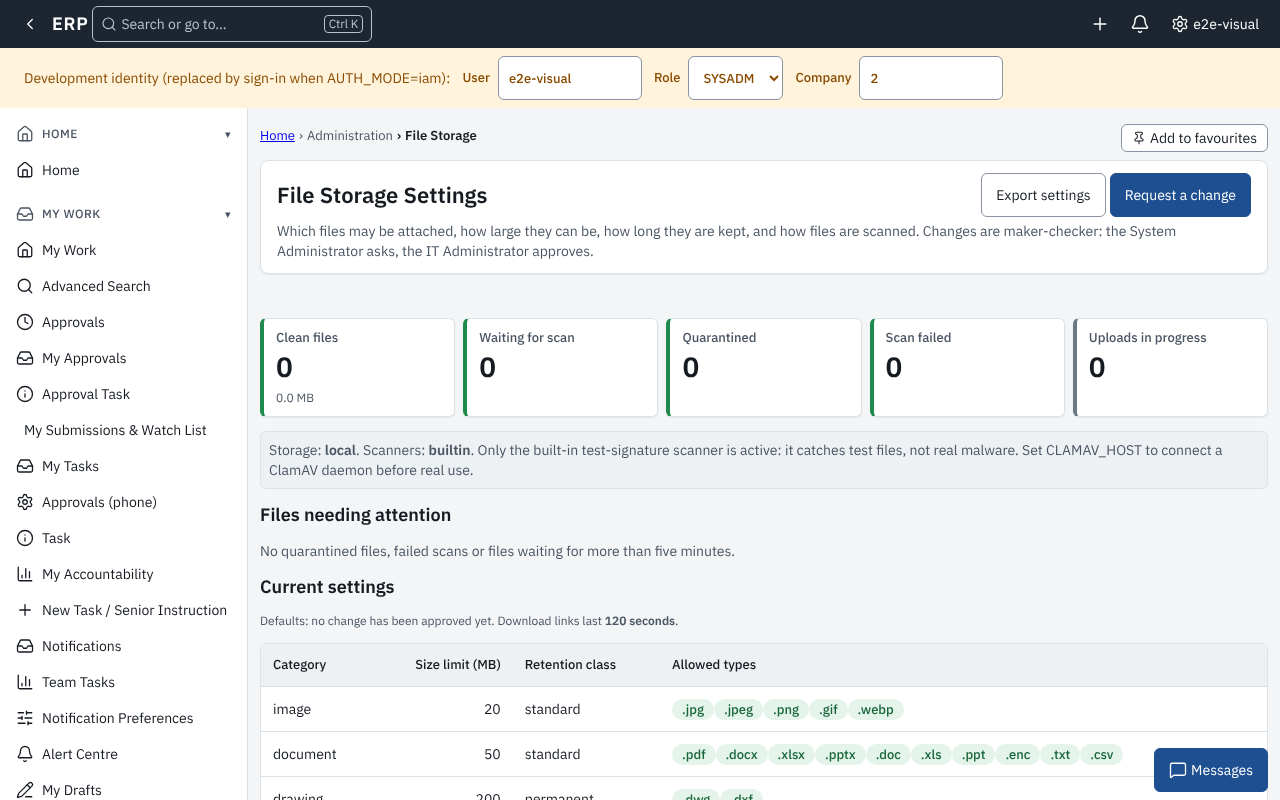 ERP
Search or go to...
Ctrl K
e2e-visual
Development identity (replaced by sign-in when AUTH_MODE=iam):
User
e2e-visual
Role
SYSADM
Company
2
HOME
Home
MY WORK
My Work
Advanced Search
Approvals
My Approvals
Approval Task
My Submissions & Watch List
My Tasks
Approvals (phone)
Task
My Accountability
New Task / Senior Instruction
Notifications
Team Tasks
Notification Preferences
Alert Centre
My Drafts
Home › Administration › File Storage
Add to favourites
File Storage Settings
Export settings
Request a change
Which files may be attached, how large they can be, how long they are kept, and how files are scanned. Changes are maker-checker: the System
Administrator asks, the IT Administrator approves.
Clean files
0
0.0 MB
Waiting for scan
0
Quarantined
0
Scan failed
0
Uploads in progress
0
Storage: local. Scanners: builtin. Only the built-in test-signature scanner is active: it catches test files, not real malware. Set CLAMAV_HOST to connect a
ClamAV daemon before real use.
Files needing attention
No quarantined files, failed scans or files waiting for more than five minutes.
Current settings
Defaults: no change has been approved yet. Download links last 120 seconds.
Category Size limit (MB) Retention class Allowed types
image 20 standard .jpg .jpeg .png .gif .webp
document 50 standard .pdf .docx .xlsx .pptx .doc .xls .ppt .enc .txt .csv
drawing 200 permanent .dwg .dxf
Messages